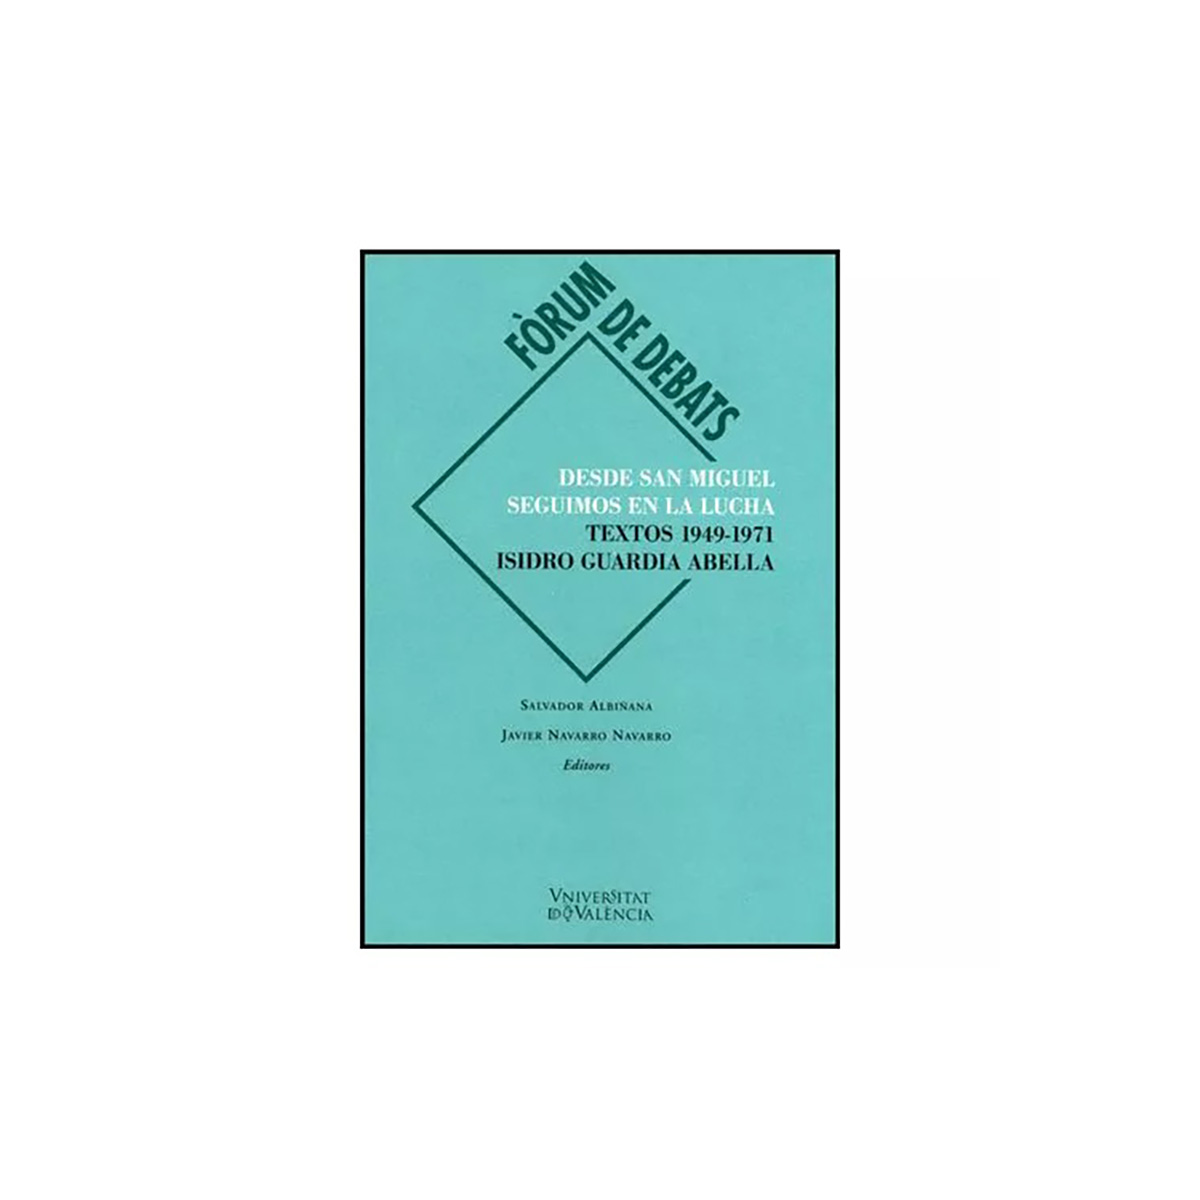 FÒRUM
DE DEBATS
DESDE SAN MIGUEL
SEGUIMOS EN LA LUCHA
TEXTOS 1949-1971
ISIDRO GUARDIA ABELLA
SALVADOR ALBIÑANA
JAVIER NAVARRO NAVARRO
Editores
VNIVERSITAT
ID VALÈNCIA